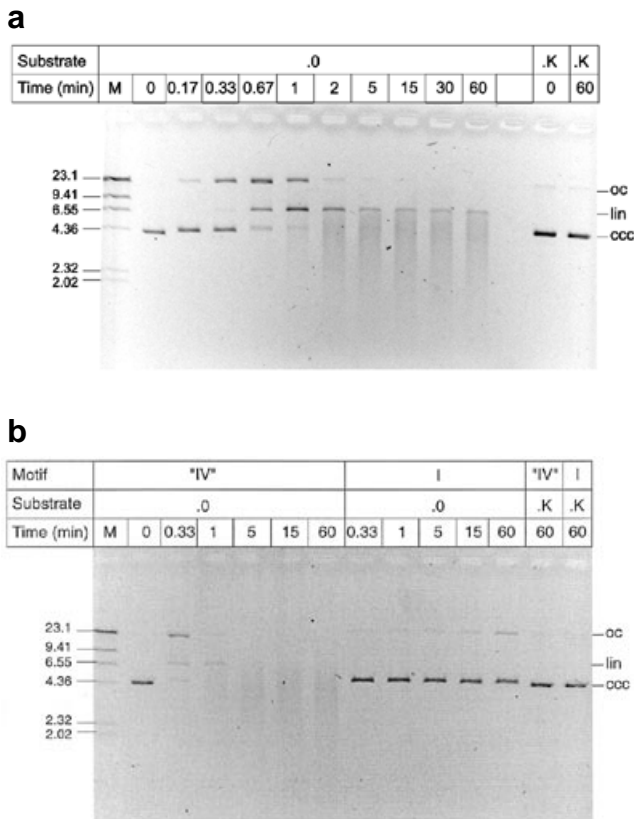 a
Substrate .0 .K .K
Time (min) M 0 0.17 0.33 0.67 1 2 5 15 30 60 0 60
23.1
9.41
6.55
4.36
2.32
2.02
oc
lin
ccc
b
Motif "IV" I "IV" I
Substrate .0 .0 .K .K
Time (min) M 0 0.33 1 5 15 60 0.33 1 5 15 60 60 60
23.1
9.41
6.55
4.36
2.32
2.02
oc
lin
ccc